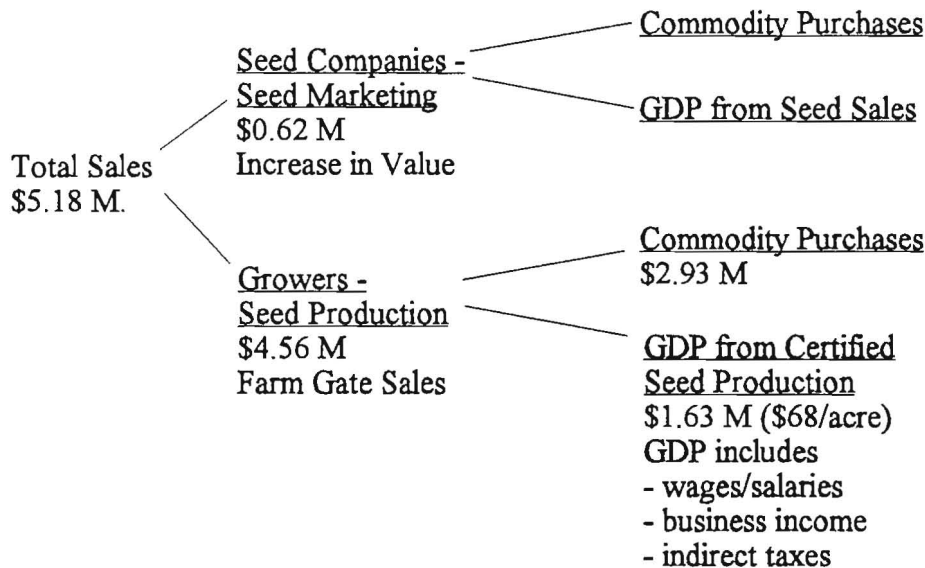 Total Sales
$5.18 M.
Seed Companies -
Seed Marketing
$0.62 M
Increase in Value
Commodity Purchases
GDP from Seed Sales
Growers -
Seed Production
$4.56 M
Farm Gate Sales
Commodity Purchases
$2.93 M
GDP from Certified
Seed Production
$1.63 M ($68/acre)
GDP includes
- wages/salaries
- business income
- indirect taxes